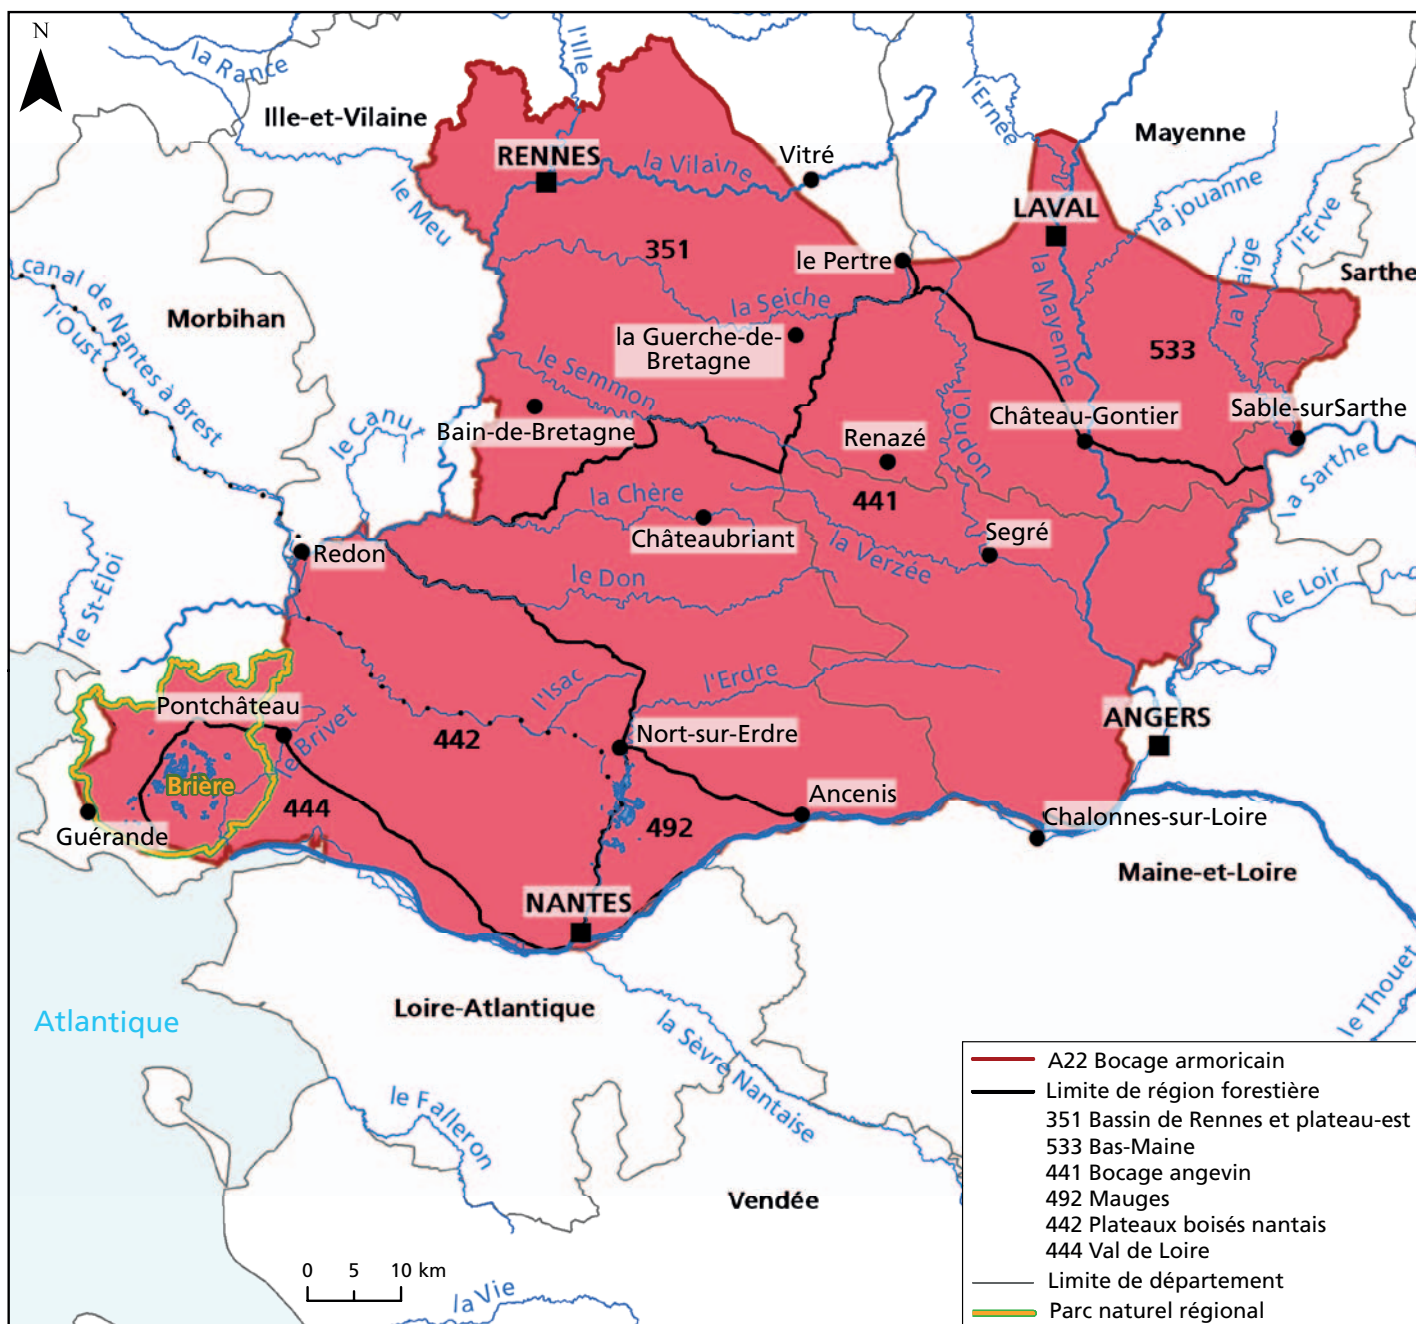 N
la Rance
l'Ille
Ille-et-Vilaine
l'Ernée
Mayenne
RENNES
la Vilaine
Vitré
la jouanne
l'Erve
le Meu
LAVAL
351
le Pertre
la Vaige
Sarthe
canal de Nantes à Brest
l'Oust
Morbihan
la Seiche
la Mayenne
la Guerche-de-
Bretagne
533
le Semmon
l'Oudon
Château-Gontier
Sable-surSarthe
Bain-de-Bretagne
le Canut
Renazé
la Sarthe
441
la Chère
Châteaubriant
Segré
la Verzée
Redon
le Don
le Loir
le St-Éloi
l'Erdre
l'Isac
Pontchâteau
ANGERS
le Brivet
442
Nort-sur-Erdre
Brière
444
Ancenis
492
Guérande
Chalonnes-sur-Loire
Maine-et-Loire
NANTES
le Thouet
Loire-Atlantique
Atlantique
la Sèvre Nantaise
le Falleron
Vendée
la Vie
0 5 10 km
A22 Bocage armoricain
Limite de région forestière
351 Bassin de Rennes et plateau-est
533 Bas-Maine
441 Bocage angevin
492 Mauges
442 Plateaux boisés nantais
444 Val de Loire
Limite de département
Parc naturel régional